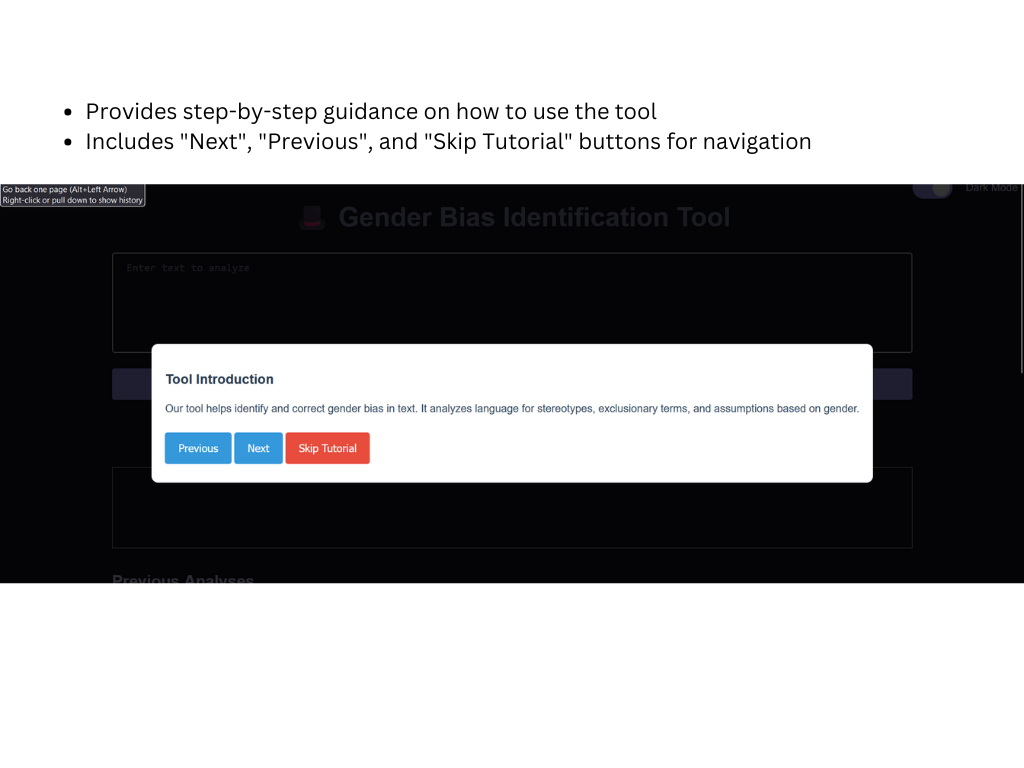 • Provides step-by-step guidance on how to use the tool
• Includes "Next", "Previous", and "Skip Tutorial" buttons for navigation
Go back one page (Alt+Left Arrow)
Right-click or pull down to show history
Dark Mode
Gender Bias Identification Tool
Enter text to analyze
Tool Introduction
Our tool helps identify and correct gender bias in text. It analyzes language for stereotypes, exclusionary terms, and assumptions based on gender.
Previous Next Skip Tutorial
Previous Analyses